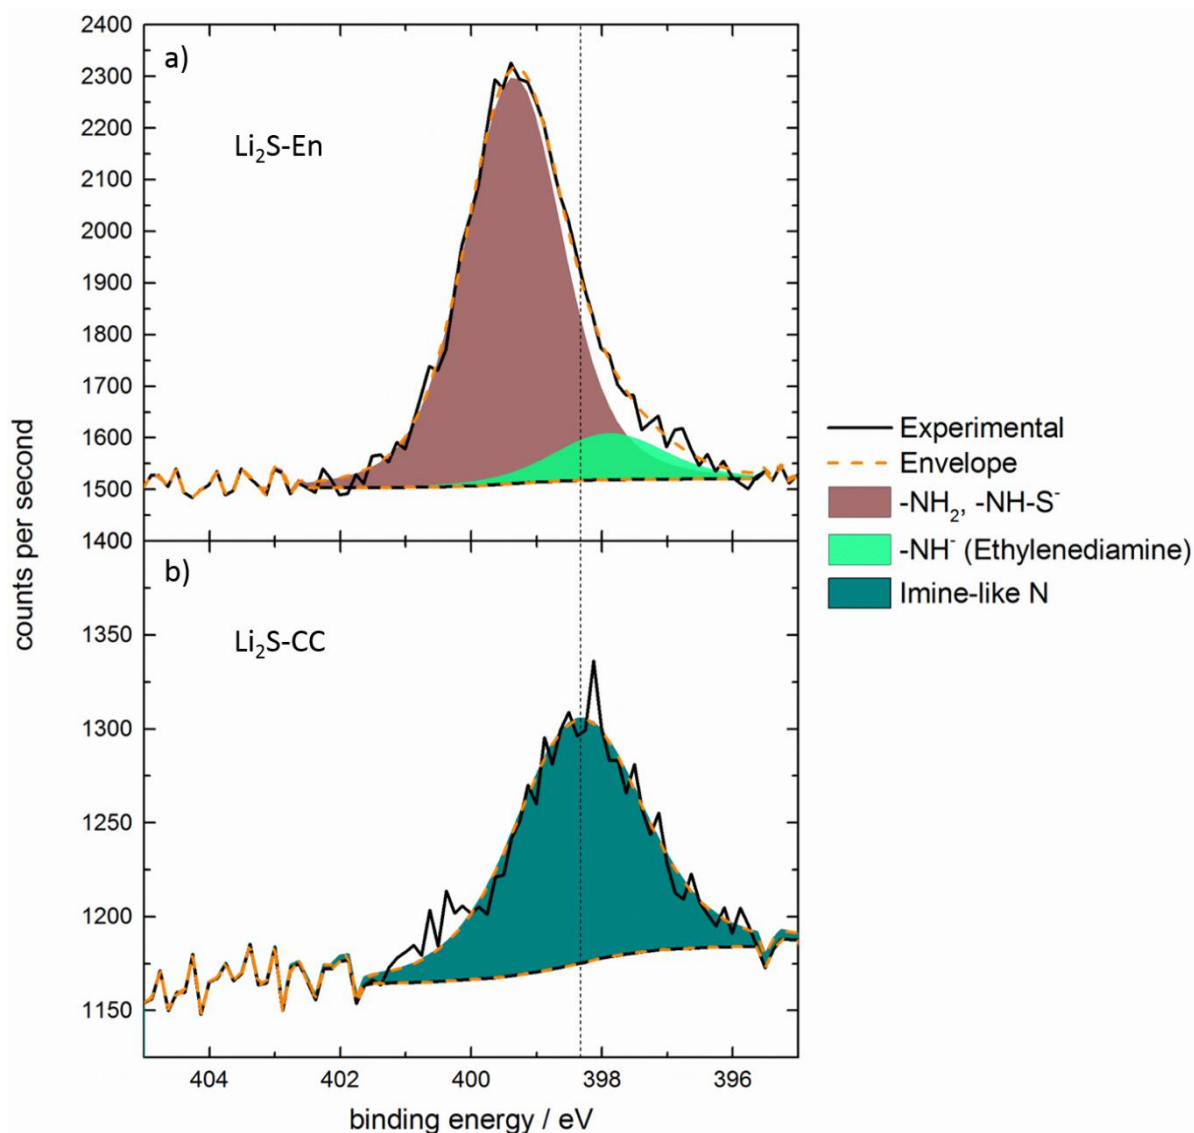 a)
Li₂S-En
2400
2300
2200
2100
2000
1900
1800
1700
1600
1500
1400
b)
Li₂S-CC
1350
1300
1250
1200
1150
404
402
400
398
396
binding energy / eV
counts per second
Experimental
Envelope
-NH₂, -NH-S⁻
-NH⁻ (Ethylenediamine)
Imine-like N